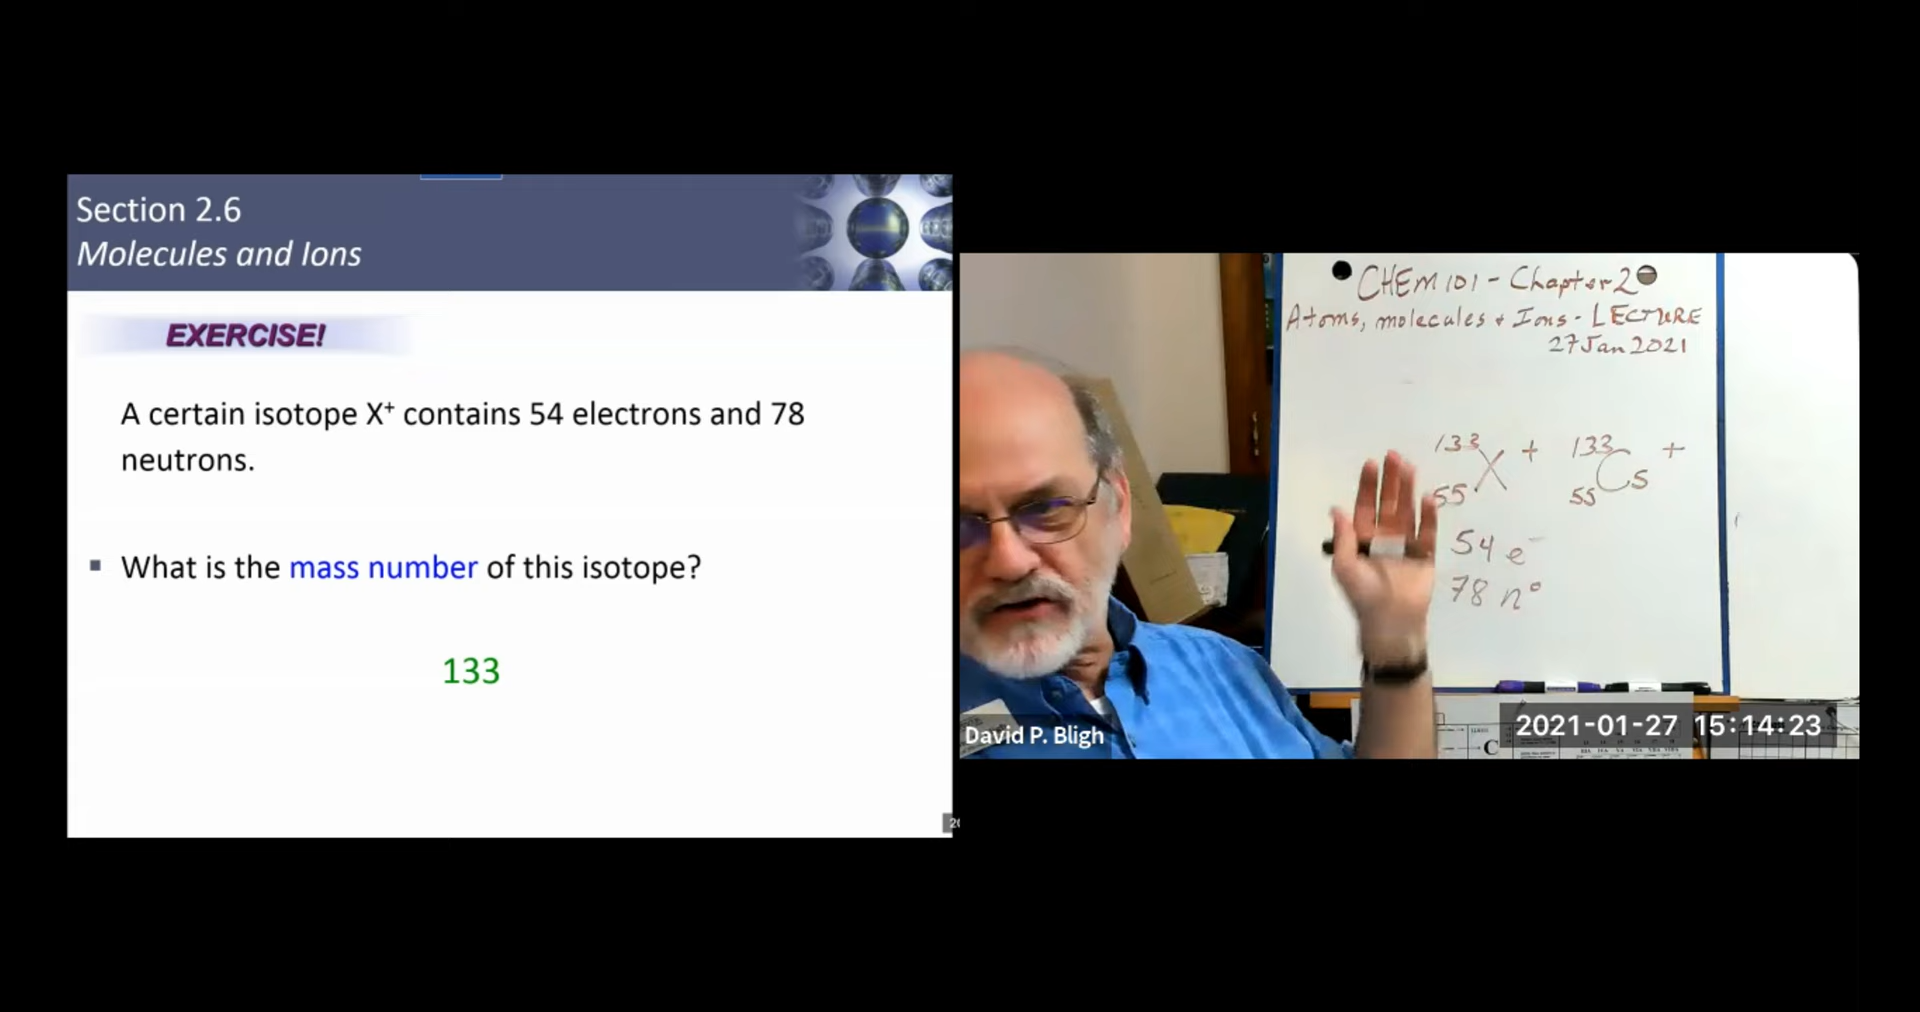 Section 2.6
Molecules and Ions
EXERCISE!
A certain isotope X⁺ contains 54 electrons and 78
neutrons.
▪ What is the mass number of this isotope?
133
CHEM 101 - Chapter 2
Atoms, molecules + Ions - LECTURE
27 Jan 2021
133 X + 133 Cs +
55 55
54 e⁻
78 n⁰
David P. Bligh
2021-01-27 15:14:23
C